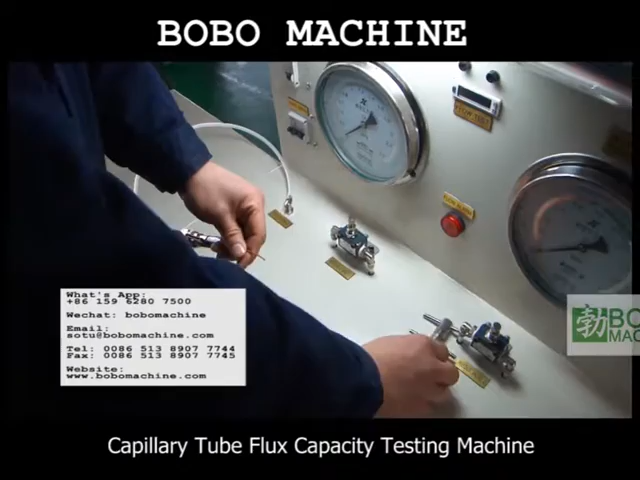 BOBO MACHINE
What's App:
+86 159 6280 7500
Wechat: bobomachine
Email:
sotu@bobomachine.com
Tel: 0086 513 8907 7744
Fax: 0086 513 8907 7745
Website:
www.bobomachine.com
勃 BO
MAC
Capillary Tube Flux Capacity Testing Machine